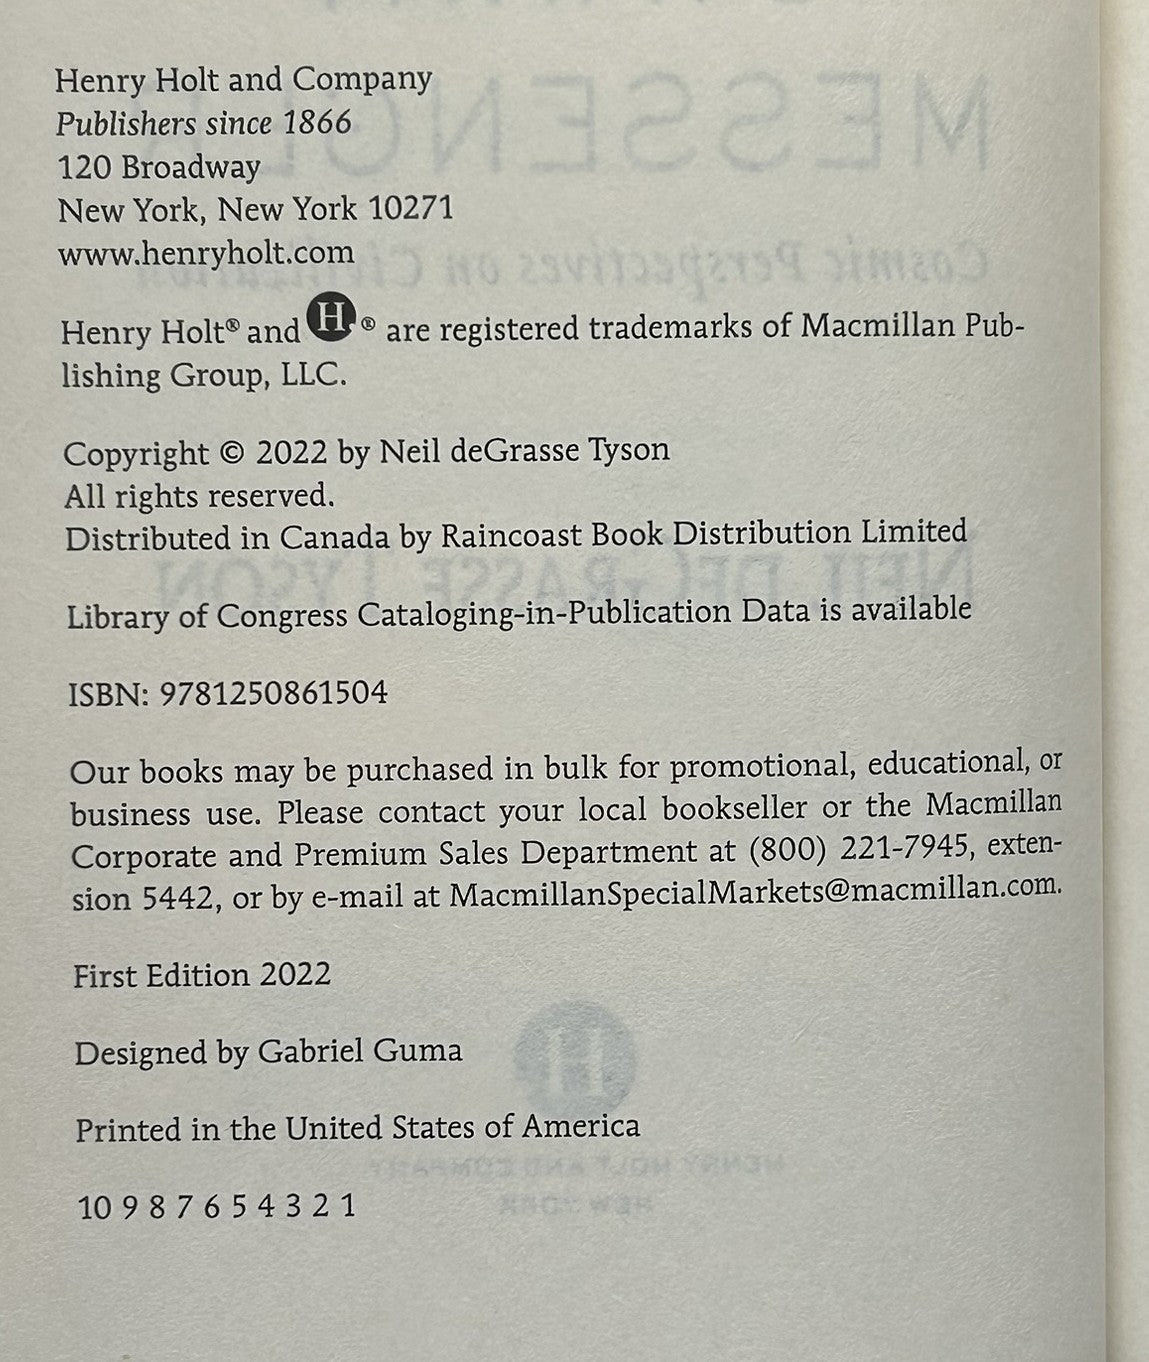 Henry Holt and Company
Publishers since 1866
120 Broadway
New York, New York 10271
www.henryholt.com
Henry Holt® and H® are registered trademarks of Macmillan Pub-
lishing Group, LLC.
Copyright © 2022 by Neil deGrasse Tyson
All rights reserved.
Distributed in Canada by Raincoast Book Distribution Limited
Library of Congress Cataloging-in-Publication Data is available
ISBN: 9781250861504
Our books may be purchased in bulk for promotional, educational, or
business use. Please contact your local bookseller or the Macmillan
Corporate and Premium Sales Department at (800) 221-7945, exten-
sion 5442, or by e-mail at MacmillanSpecialMarkets@macmillan.com.
First Edition 2022
Designed by Gabriel Guma
Printed in the United States of America
10 9 8 7 6 5 4 3 2 1